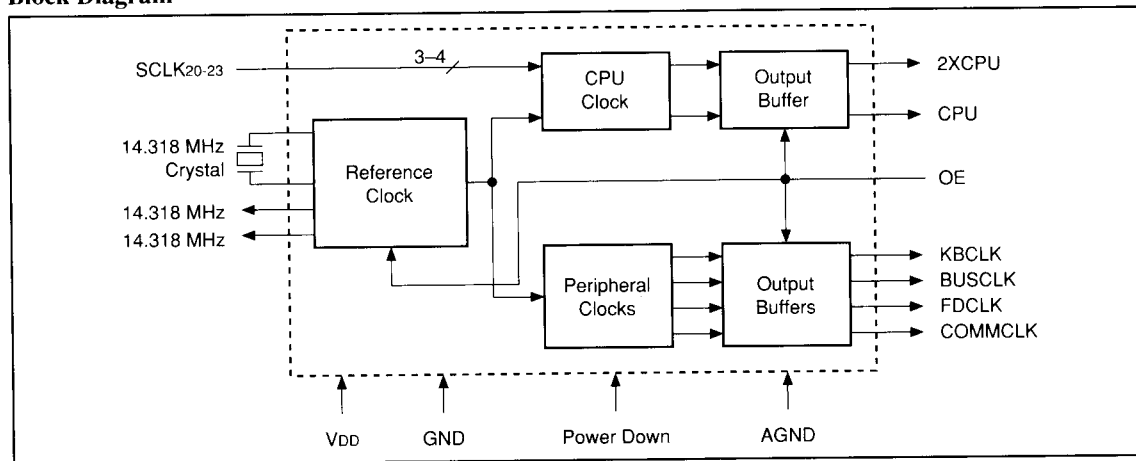 Block Diagram
SCLK20-23
3–4
CPU
Clock
Output
Buffer
2XCPU
CPU
14.318 MHz
Crystal
Reference
Clock
OE
14.318 MHz
14.318 MHz
Peripheral
Clocks
Output
Buffers
KBCLK
BUSCLK
FDCLK
COMMCLK
VDD
GND
Power Down
AGND